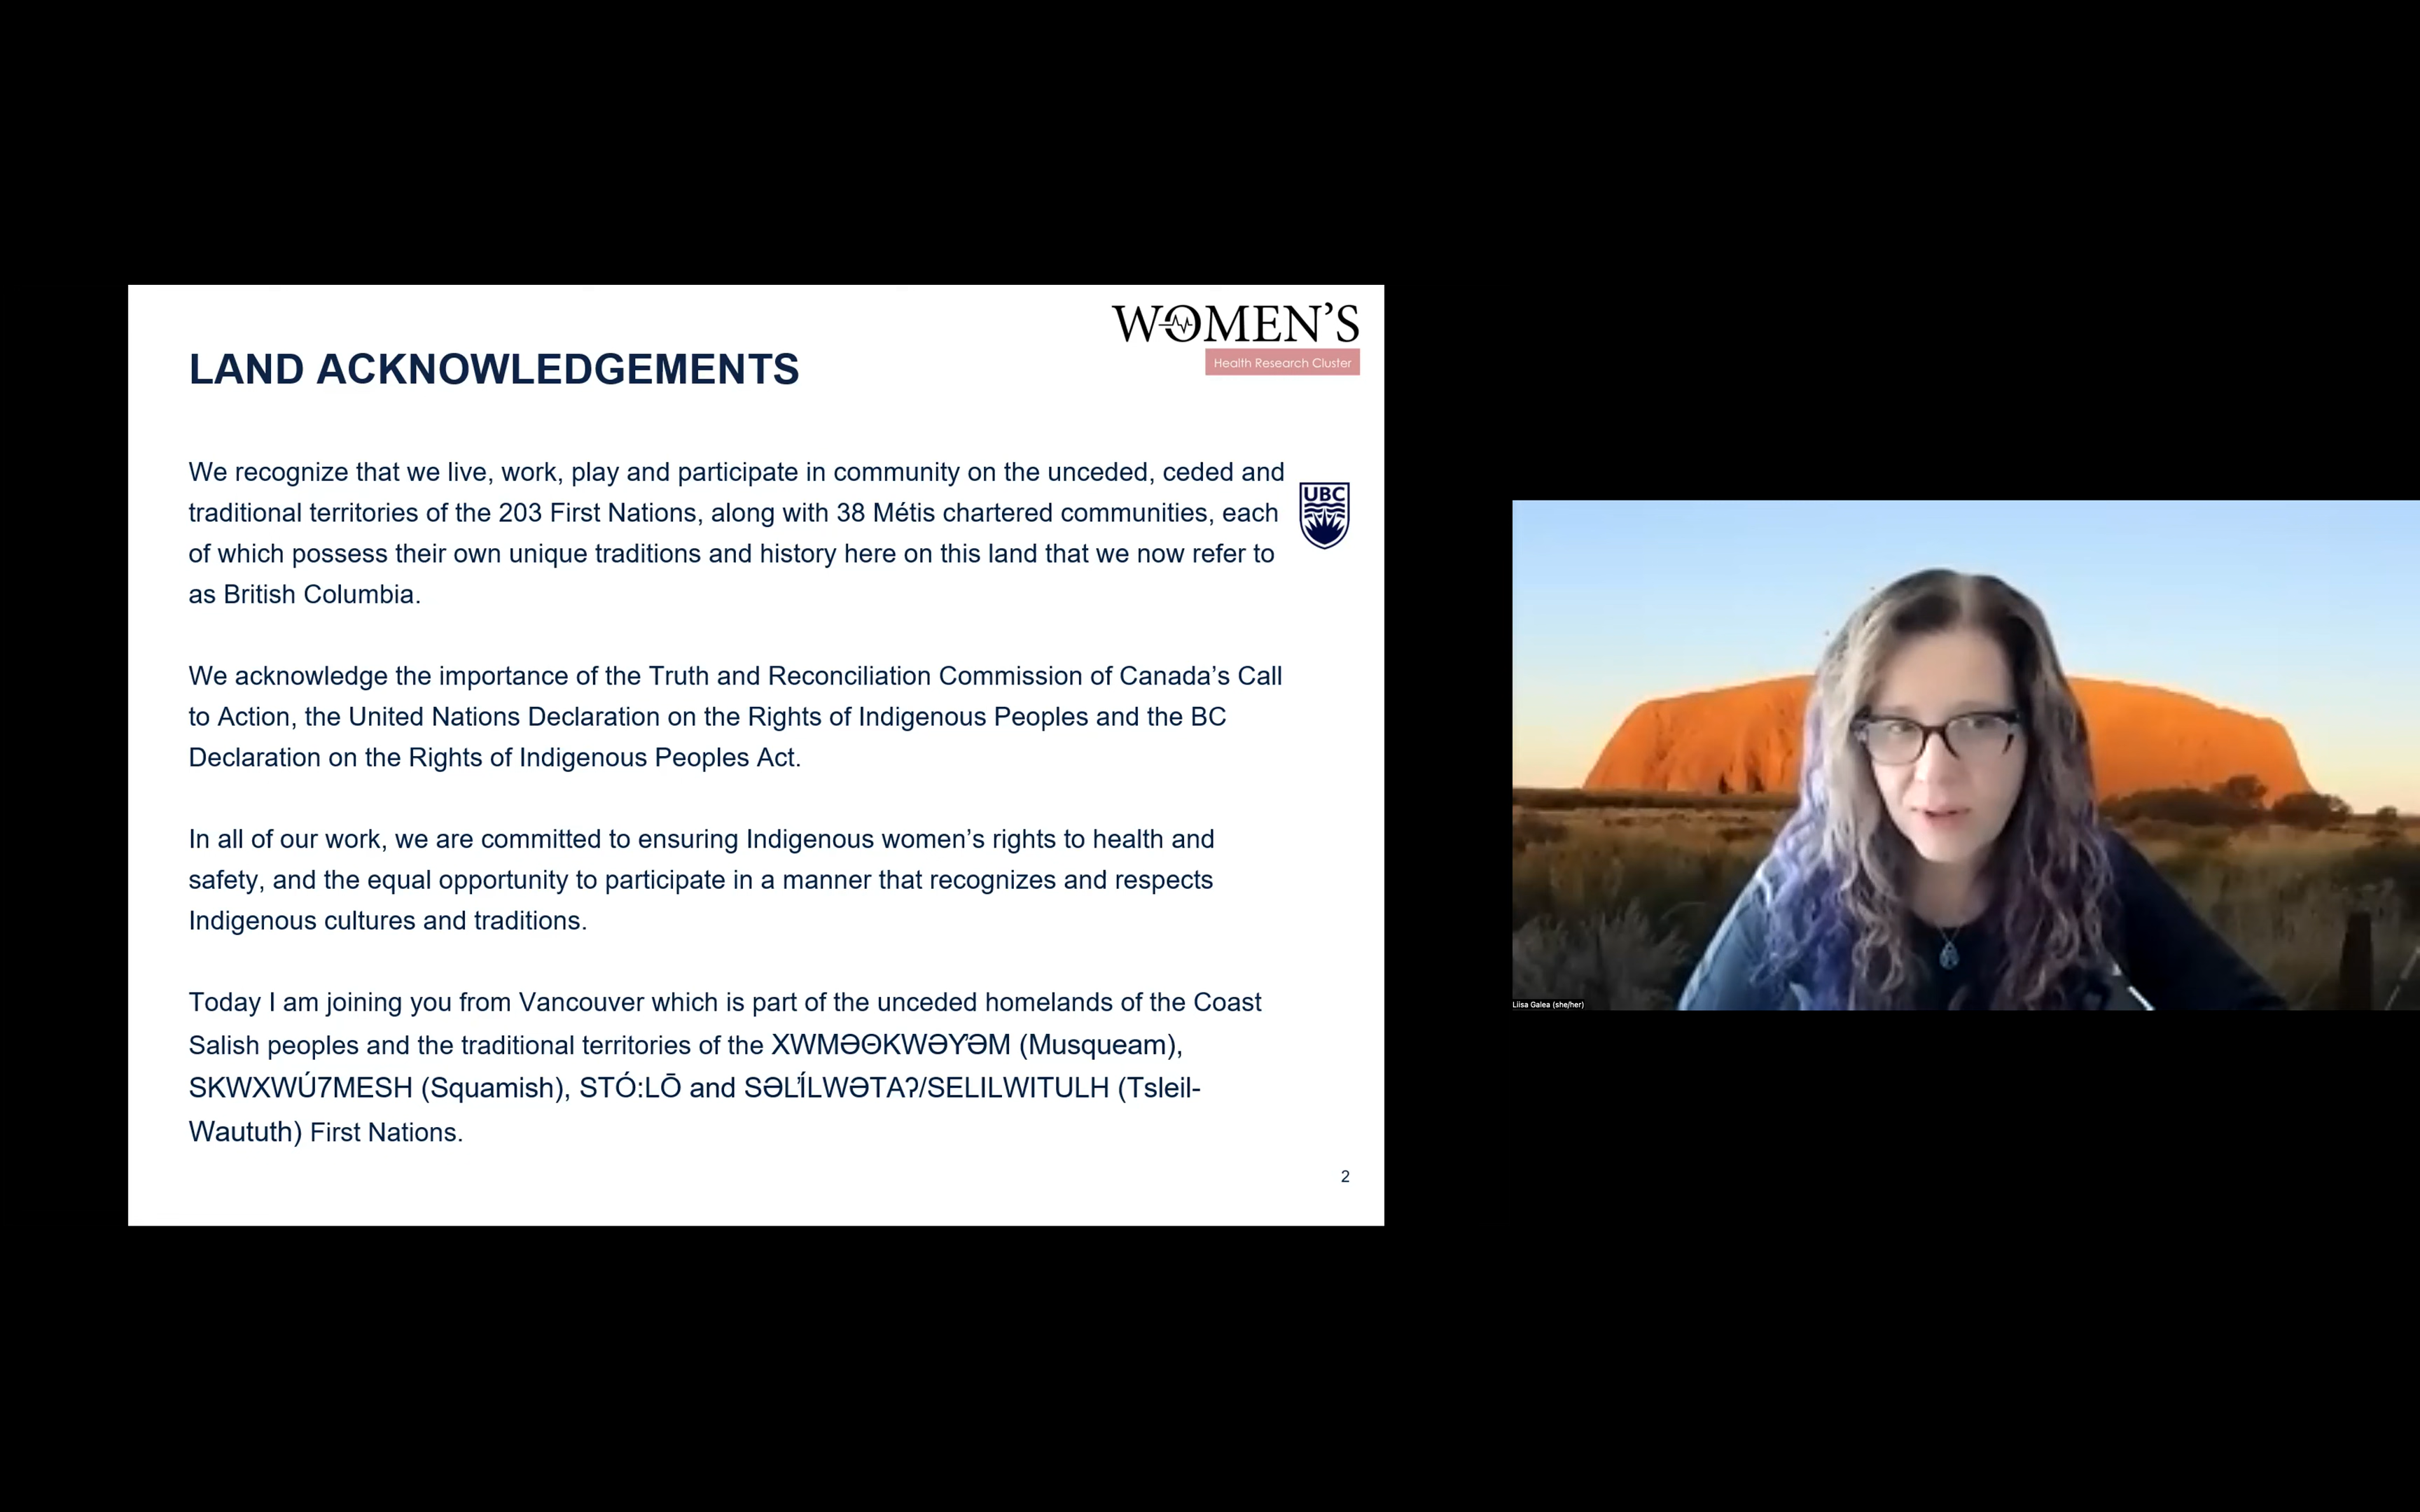 WOMEN'S
Health Research Cluster
LAND ACKNOWLEDGEMENTS
We recognize that we live, work, play and participate in community on the unceded, ceded and
traditional territories of the 203 First Nations, along with 38 Métis chartered communities, each
of which possess their own unique traditions and history here on this land that we now refer to
as British Columbia.
UBC
We acknowledge the importance of the Truth and Reconciliation Commission of Canada’s Call
to Action, the United Nations Declaration on the Rights of Indigenous Peoples and the BC
Declaration on the Rights of Indigenous Peoples Act.
In all of our work, we are committed to ensuring Indigenous women’s rights to health and
safety, and the equal opportunity to participate in a manner that recognizes and respects
Indigenous cultures and traditions.
Today I am joining you from Vancouver which is part of the unceded homelands of the Coast
Salish peoples and the traditional territories of the XWMƏΘKWƏY̓ƏM (Musqueam),
SKWXWÚ7MESH (Squamish), STÓ:LŌ and SƏL̓ÍLWƏTAʔ/SELILWITULH (Tsleil-
Waututh) First Nations.
2
Liisa Galea (she/her)